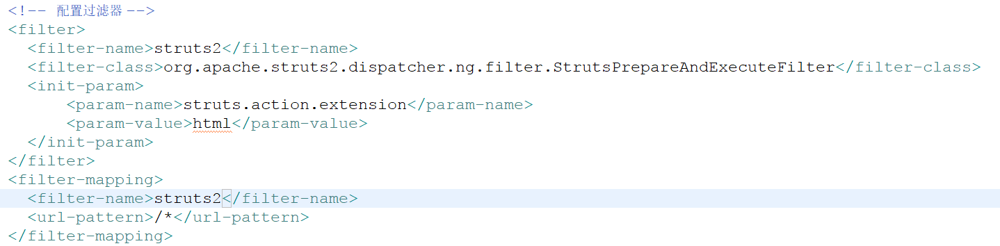 <!-- 配置过滤器 -->
<filter>
  <filter-name>struts2</filter-name>
  <filter-class>org.apache.struts2.dispatcher.ng.filter.StrutsPrepareAndExecuteFilter</filter-class>
  <init-param>
      <param-name>struts.action.extension</param-name>
      <param-value>html</param-value>
  </init-param>
</filter>
<filter-mapping>
  <filter-name>struts2</filter-name>
  <url-pattern>/*</url-pattern>
</filter-mapping>